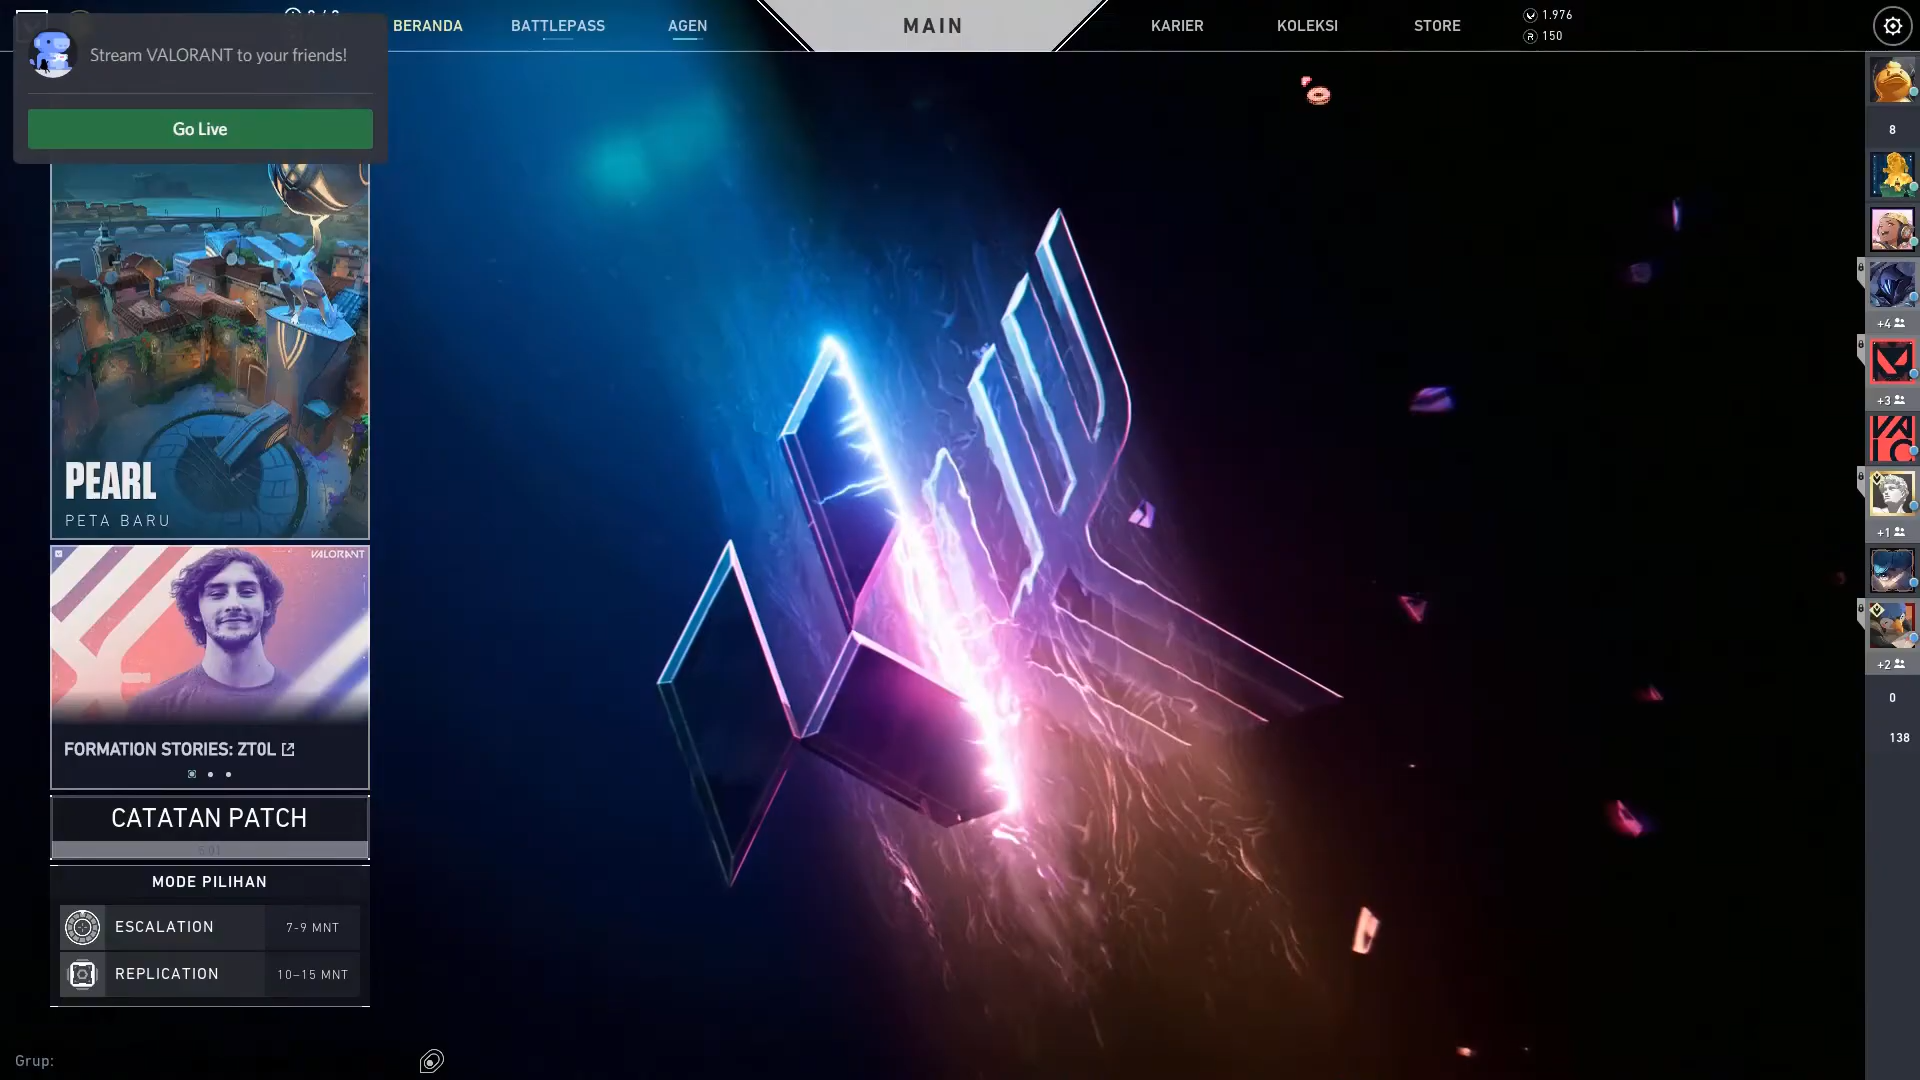 Stream VALORANT to your friends!
Go Live
BERANDA
BATTLEPASS
AGEN
MAIN
KARIER
KOLEKSI
STORE
1.976
150
PEARL
PETA BARU
VALORANT
FORMATION STORIES: ZT0L
CATATAN PATCH
5.01
MODE PILIHAN
ESCALATION
7-9 MNT
REPLICATION
10–15 MNT
Grup:
8
+4
+3
+1
+2
0
138